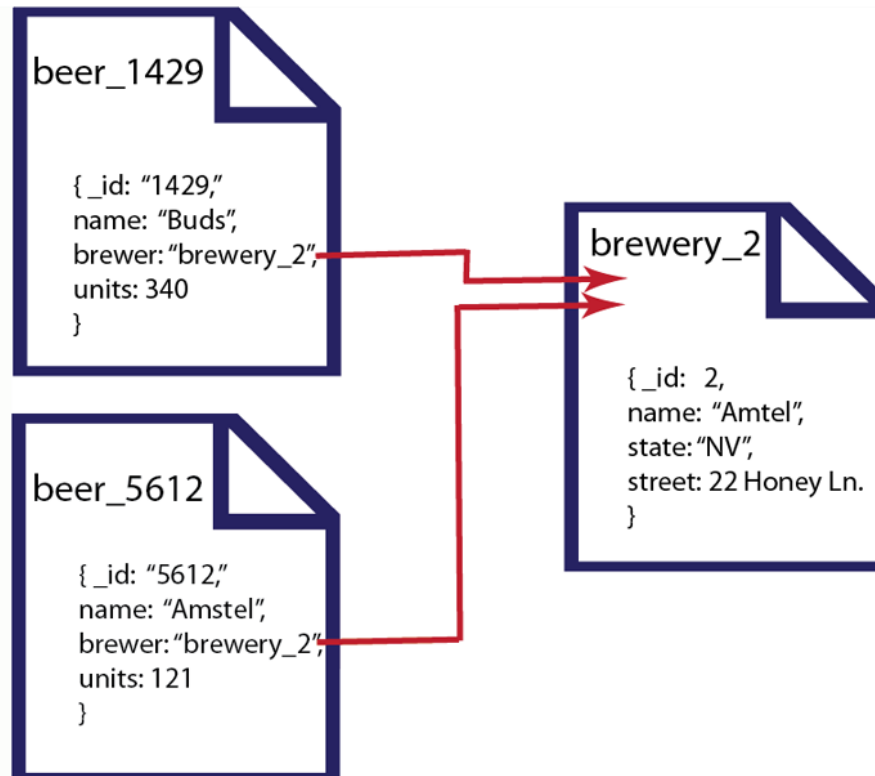 beer_1429
{ _id: “1429,”
name: “Buds”,
brewer: “brewery_2”,
units: 340
}
beer_5612
{ _id: “5612,”
name: “Amstel”,
brewer: “brewery_2”,
units: 121
}
brewery_2
{ _id: 2,
name: “Amtel”,
state: “NV”,
street: 22 Honey Ln.
}